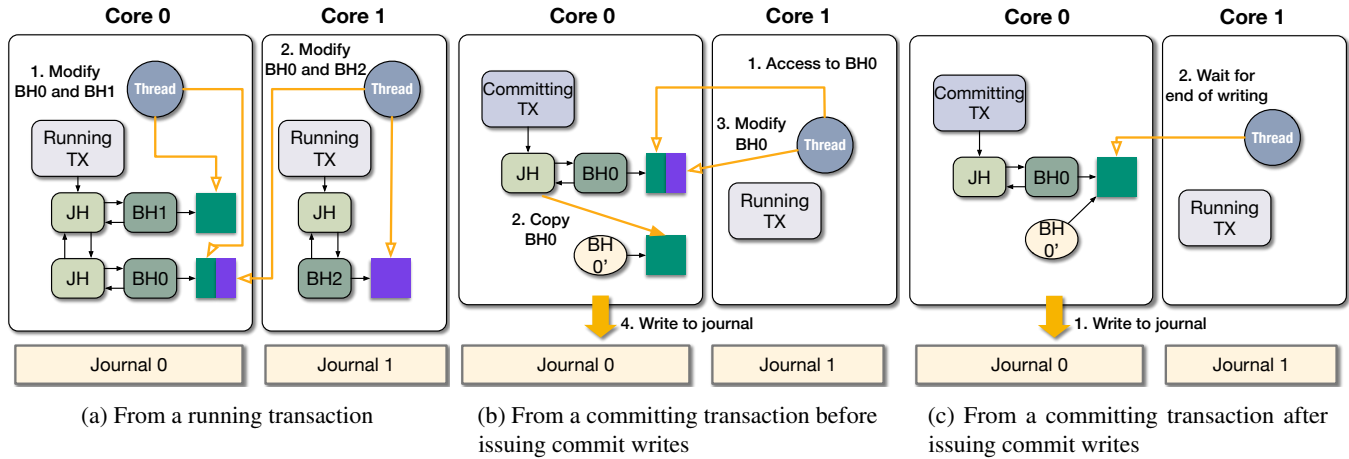 Core 0
Core 1
1. Modify
BH0 and BH1
Thread
Running
TX
JH
BH1
JH
BH0
2. Modify
BH0 and BH2
Thread
Running
TX
JH
BH2
Journal 0
Journal 1
(a) From a running transaction
Core 0
Core 1
Committing
TX
JH
BH0
2. Copy
BH0
BH
0'
1. Access to BH0
3. Modify
BH0
Thread
Running
TX
4. Write to journal
Journal 0
Journal 1
(b) From a committing transaction before
issuing commit writes
Core 0
Core 1
Committing
TX
JH
BH0
BH
0'
2. Wait for
end of writing
Thread
Running
TX
1. Write to journal
Journal 0
Journal 1
(c) From a committing transaction after
issuing commit writes